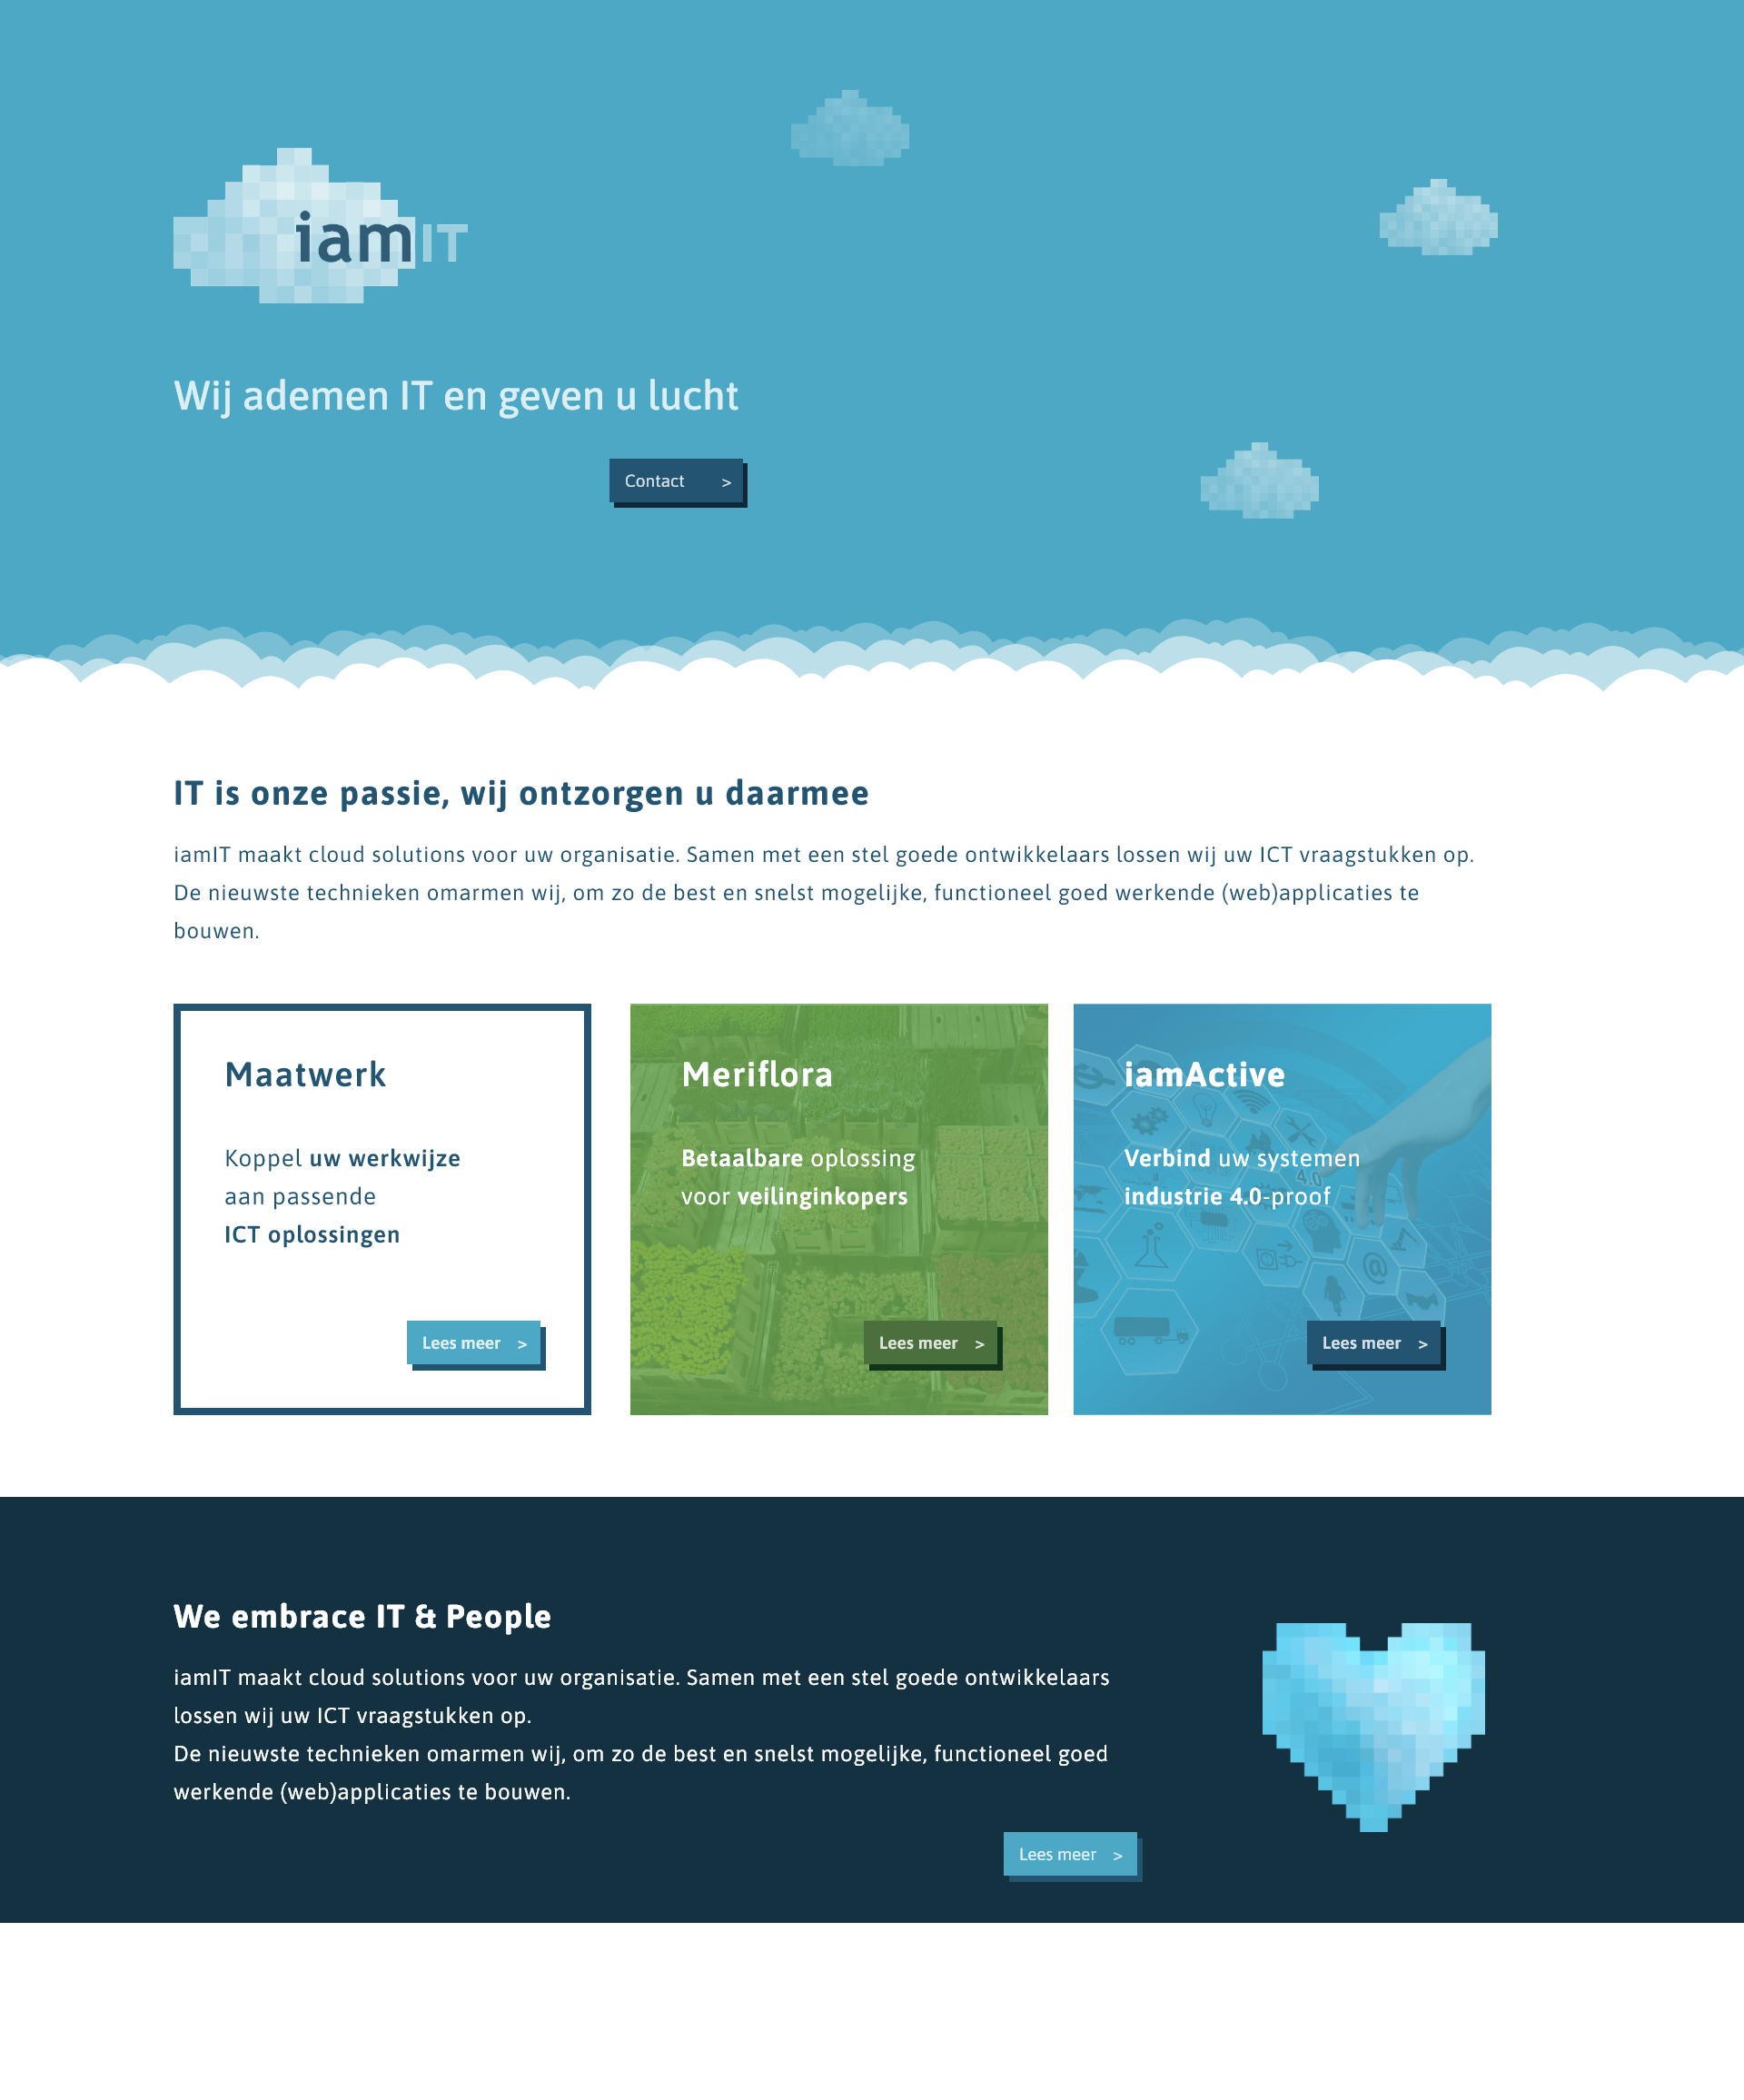 iamIT
Wij ademen IT en geven u lucht
Contact >
IT is onze passie, wij ontzorgen u daarmee
iamIT maakt cloud solutions voor uw organisatie. Samen met een stel goede ontwikkelaars lossen wij uw ICT vraagstukken op.
De nieuwste technieken omarmen wij, om zo de best en snelst mogelijke, functioneel goed werkende (web)applicaties te
bouwen.
Maatwerk
Koppel uw werkwijze
aan passende
ICT oplossingen
Lees meer >
Meriflora
Betaalbare oplossing
voor veilinginkopers
Lees meer >
iamActive
Verbind uw systemen
industrie 4.0-proof
4.0
@
Lees meer >
We embrace IT & People
iamIT maakt cloud solutions voor uw organisatie. Samen met een stel goede ontwikkelaars
lossen wij uw ICT vraagstukken op.
De nieuwste technieken omarmen wij, om zo de best en snelst mogelijke, functioneel goed
werkende (web)applicaties te bouwen.
Lees meer >